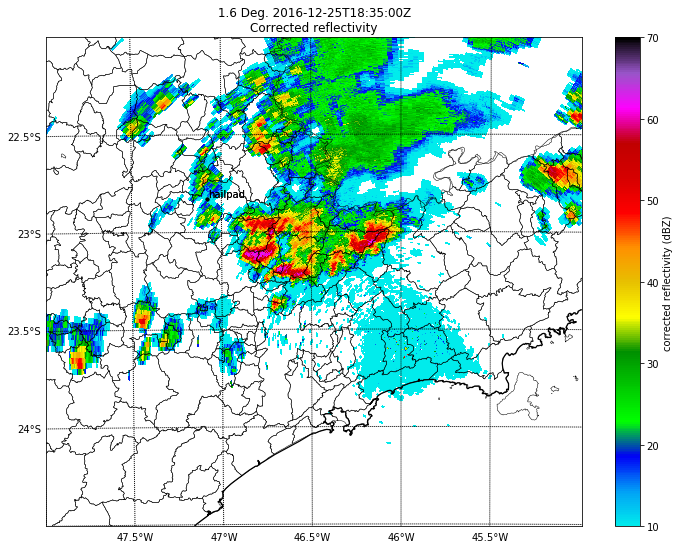 1.6 Deg. 2016-12-25T18:35:00Z
Corrected reflectivity
22.5°S
23°S
23.5°S
24°S
hailpad
47.5°W
47°W
46.5°W
46°W
45.5°W
70
60
50
40
30
20
10
corrected reflectivity (dBZ)